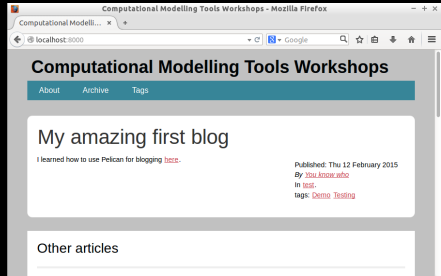 Computational Modelling Tools Workshops - Mozilla Firefox
Computational Modelli...
localhost:8000
Google
Computational Modelling Tools Workshops
About Archive Tags
My amazing first blog
I learned how to use Pelican for blogging here.
Published: Thu 12 February 2015
By You know who
In test.
tags: Demo Testing
Other articles